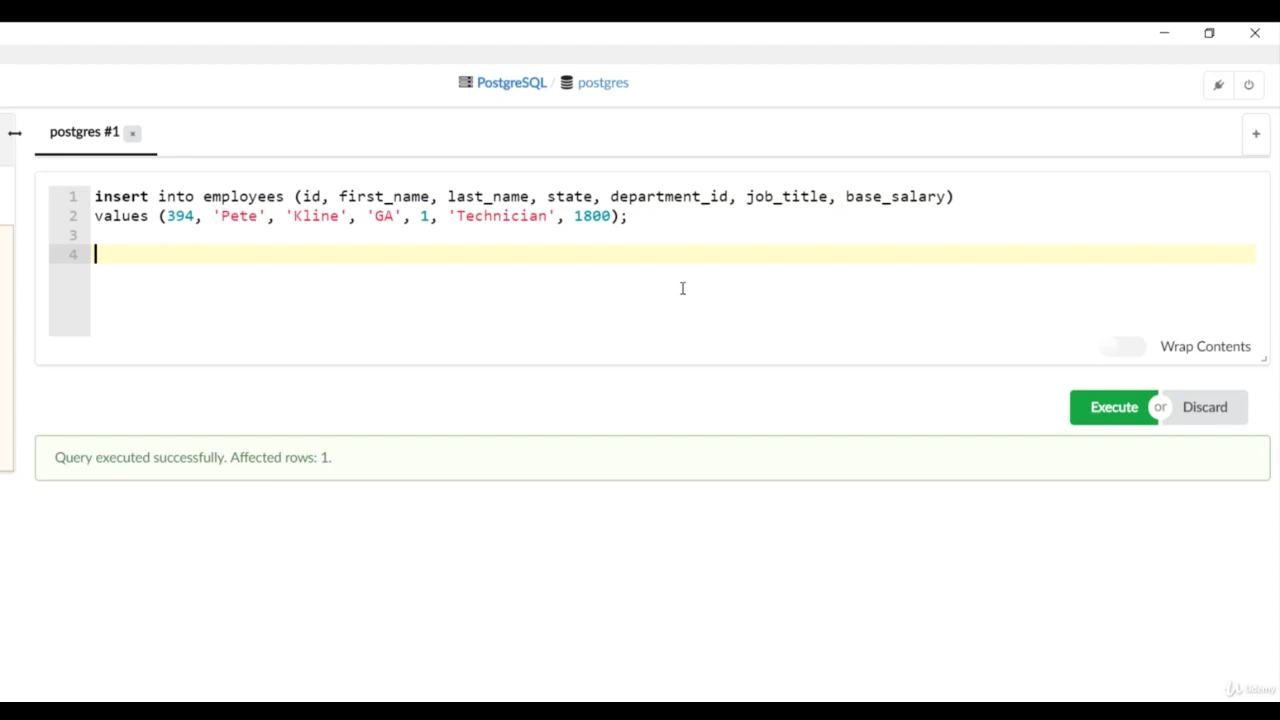 PostgreSQL / postgres
postgres #1
1 insert into employees (id, first_name, last_name, state, department_id, job_title, base_salary)
2 values (394, 'Pete', 'Kline', 'GA', 1, 'Technician', 1800);
3
4
Wrap Contents
Execute or Discard
Query executed successfully. Affected rows: 1.
Udemy